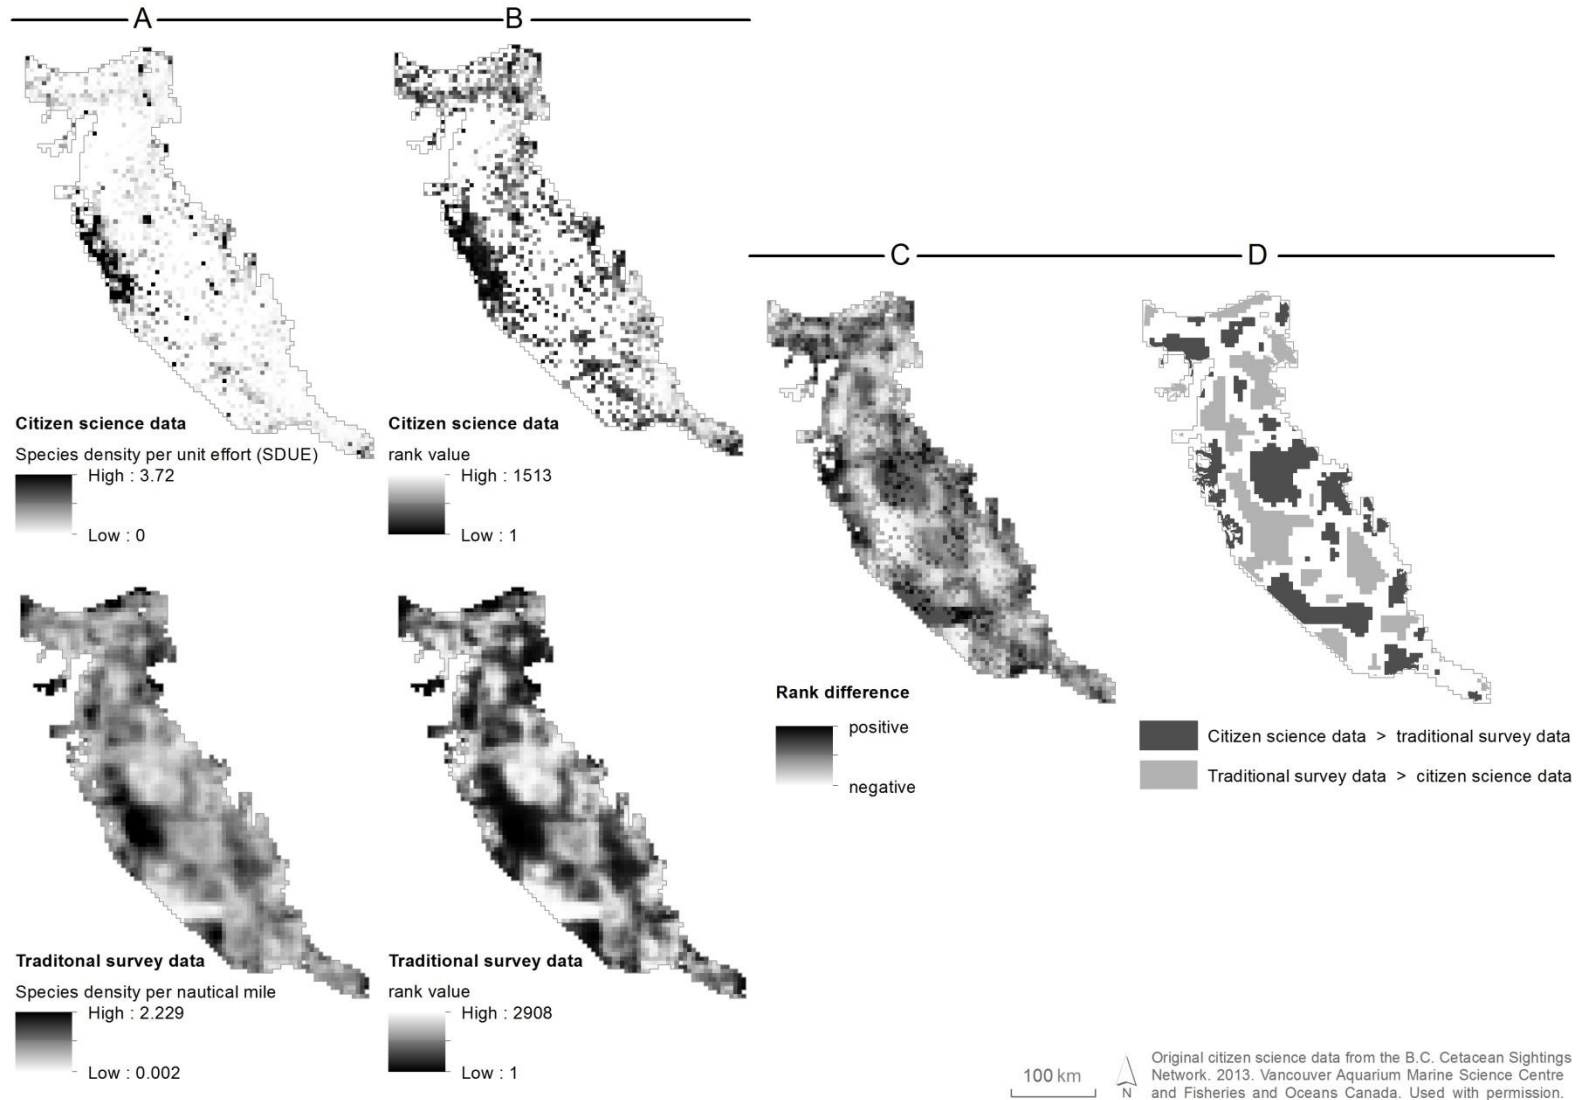 A
B
Citizen science data
Species density per unit effort (SDUE)
High : 3.72
Low : 0
Citizen science data
rank value
High : 1513
Low : 1
Traditonal survey data
Species density per nautical mile
High : 2.229
Low : 0.002
Traditional survey data
rank value
High : 2908
Low : 1
C
D
Rank difference
positive
negative
Citizen science data > traditional survey data
Traditional survey data > citizen science data
100 km
N
Original citizen science data from the B.C. Cetacean Sightings
Network. 2013. Vancouver Aquarium Marine Science Centre
and Fisheries and Oceans Canada. Used with permission.